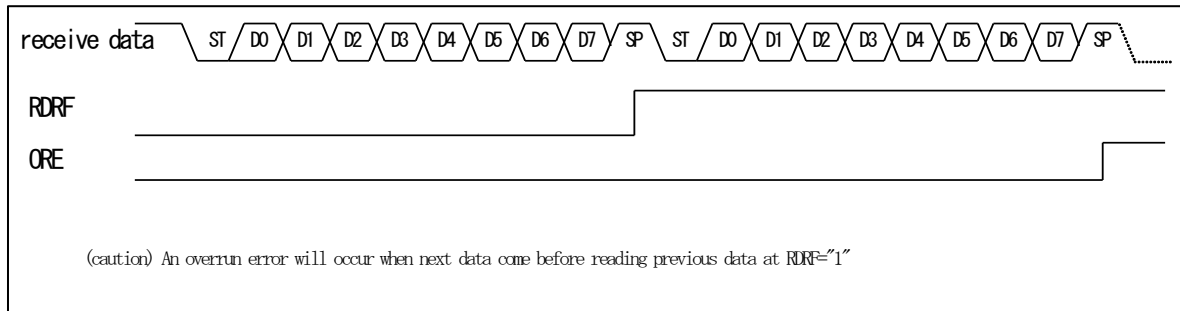 receive data ST D0 D1 D2 D3 D4 D5 D6 D7 SP ST D0 D1 D2 D3 D4 D5 D6 D7 SP
RDRF
ORE
(caution) An overrun error will occur when next data come before reading previous data at RDRF="1"